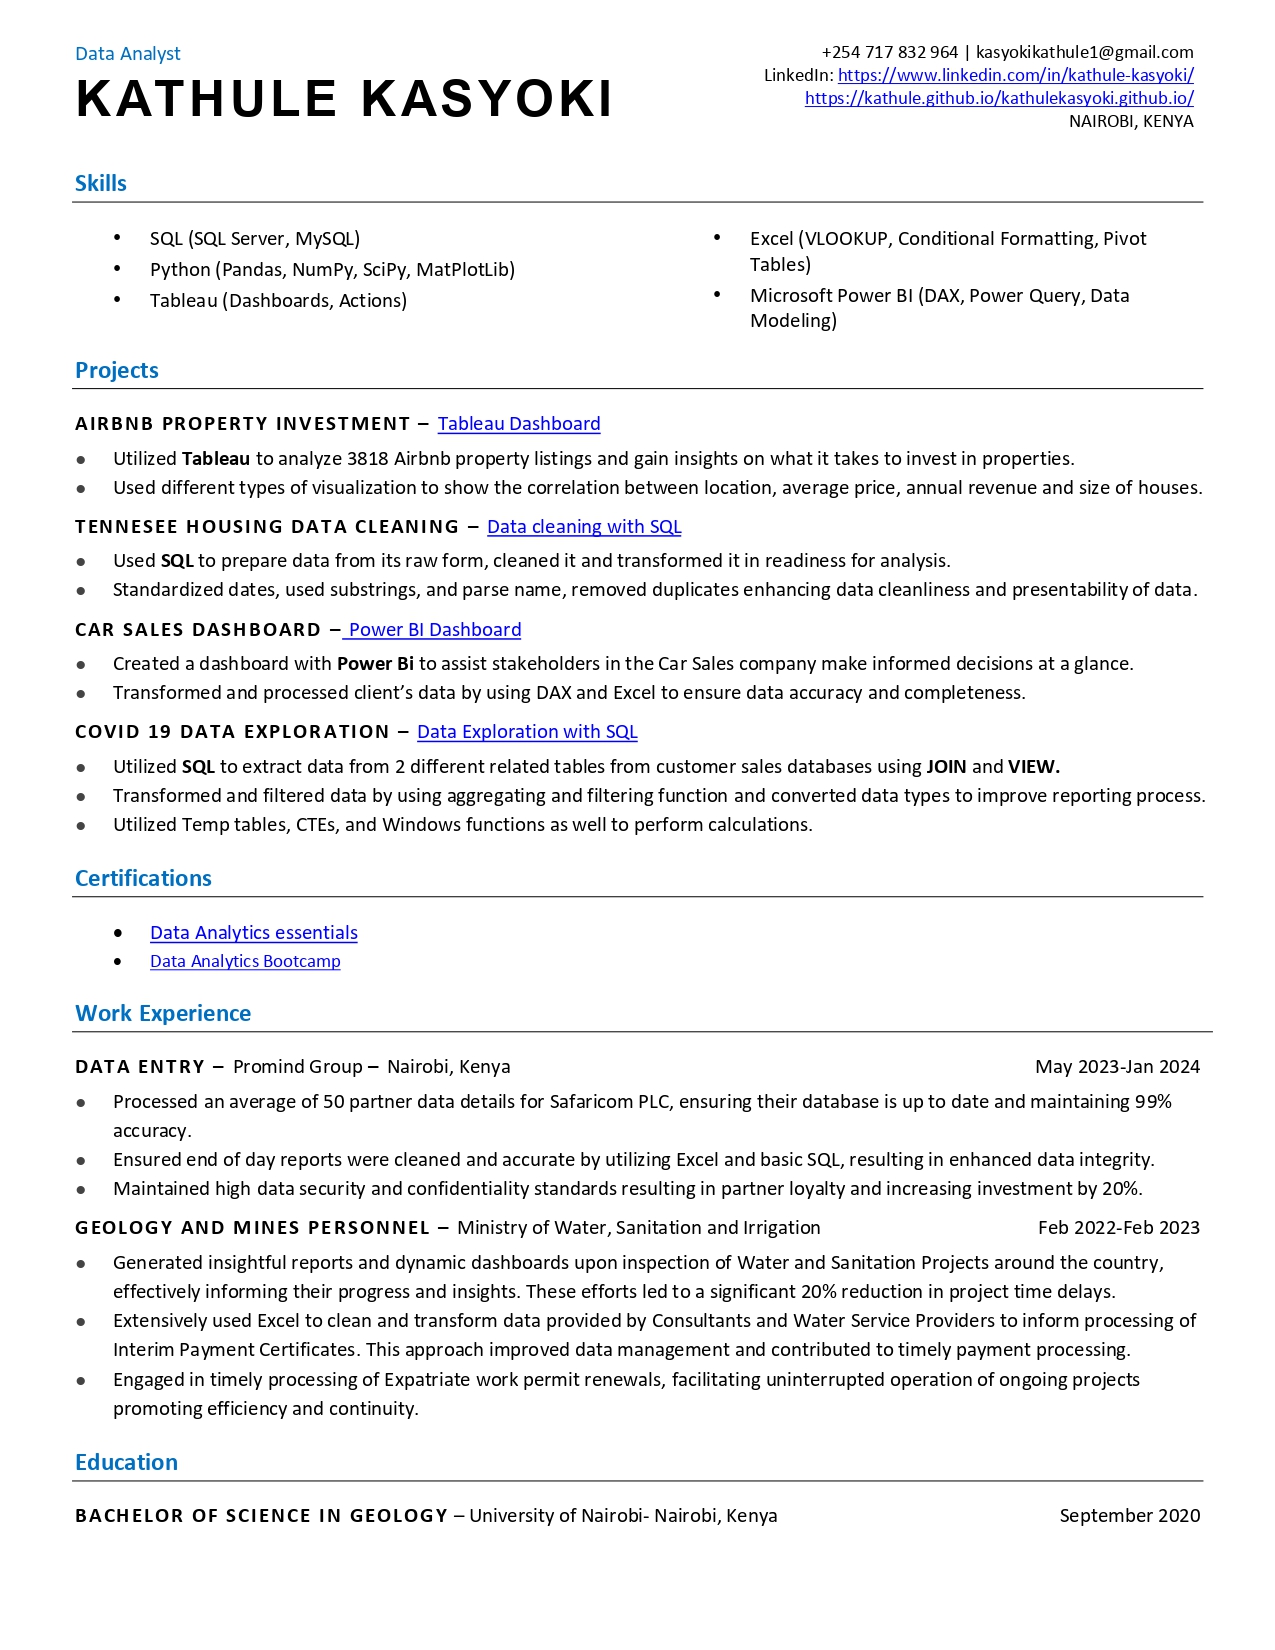 Data Analyst
KATHULE KASYOKI
+254 717 832 964 | kasyokikathule1@gmail.com
LinkedIn: https://www.linkedin.com/in/kathule-kasyoki/
https://kathule.github.io/kathulekasyoki.github.io/
NAIROBI, KENYA
Skills
• SQL (SQL Server, MySQL)
• Python (Pandas, NumPy, SciPy, MatPlotLib)
• Tableau (Dashboards, Actions)
• Excel (VLOOKUP, Conditional Formatting, Pivot
Tables)
• Microsoft Power BI (DAX, Power Query, Data
Modeling)
Projects
AIRBNB PROPERTY INVESTMENT – Tableau Dashboard
• Utilized Tableau to analyze 3818 Airbnb property listings and gain insights on what it takes to invest in properties.
• Used different types of visualization to show the correlation between location, average price, annual revenue and size of houses.
TENNESEE HOUSING DATA CLEANING – Data cleaning with SQL
• Used SQL to prepare data from its raw form, cleaned it and transformed it in readiness for analysis.
• Standardized dates, used substrings, and parse name, removed duplicates enhancing data cleanliness and presentability of data.
CAR SALES DASHBOARD – Power BI Dashboard
• Created a dashboard with Power Bi to assist stakeholders in the Car Sales company make informed decisions at a glance.
• Transformed and processed client’s data by using DAX and Excel to ensure data accuracy and completeness.
COVID 19 DATA EXPLORATION – Data Exploration with SQL
• Utilized SQL to extract data from 2 different related tables from customer sales databases using JOIN and VIEW.
• Transformed and filtered data by using aggregating and filtering function and converted data types to improve reporting process.
• Utilized Temp tables, CTEs, and Windows functions as well to perform calculations.
Certifications
• Data Analytics essentials
• Data Analytics Bootcamp
Work Experience
DATA ENTRY – Promind Group – Nairobi, Kenya May 2023-Jan 2024
• Processed an average of 50 partner data details for Safaricom PLC, ensuring their database is up to date and maintaining 99%
accuracy.
• Ensured end of day reports were cleaned and accurate by utilizing Excel and basic SQL, resulting in enhanced data integrity.
• Maintained high data security and confidentiality standards resulting in partner loyalty and increasing investment by 20%.
GEOLOGY AND MINES PERSONNEL – Ministry of Water, Sanitation and Irrigation Feb 2022-Feb 2023
• Generated insightful reports and dynamic dashboards upon inspection of Water and Sanitation Projects around the country,
effectively informing their progress and insights. These efforts led to a significant 20% reduction in project time delays.
• Extensively used Excel to clean and transform data provided by Consultants and Water Service Providers to inform processing of
Interim Payment Certificates. This approach improved data management and contributed to timely payment processing.
• Engaged in timely processing of Expatriate work permit renewals, facilitating uninterrupted operation of ongoing projects
promoting efficiency and continuity.
Education
BACHELOR OF SCIENCE IN GEOLOGY – University of Nairobi- Nairobi, Kenya September 2020